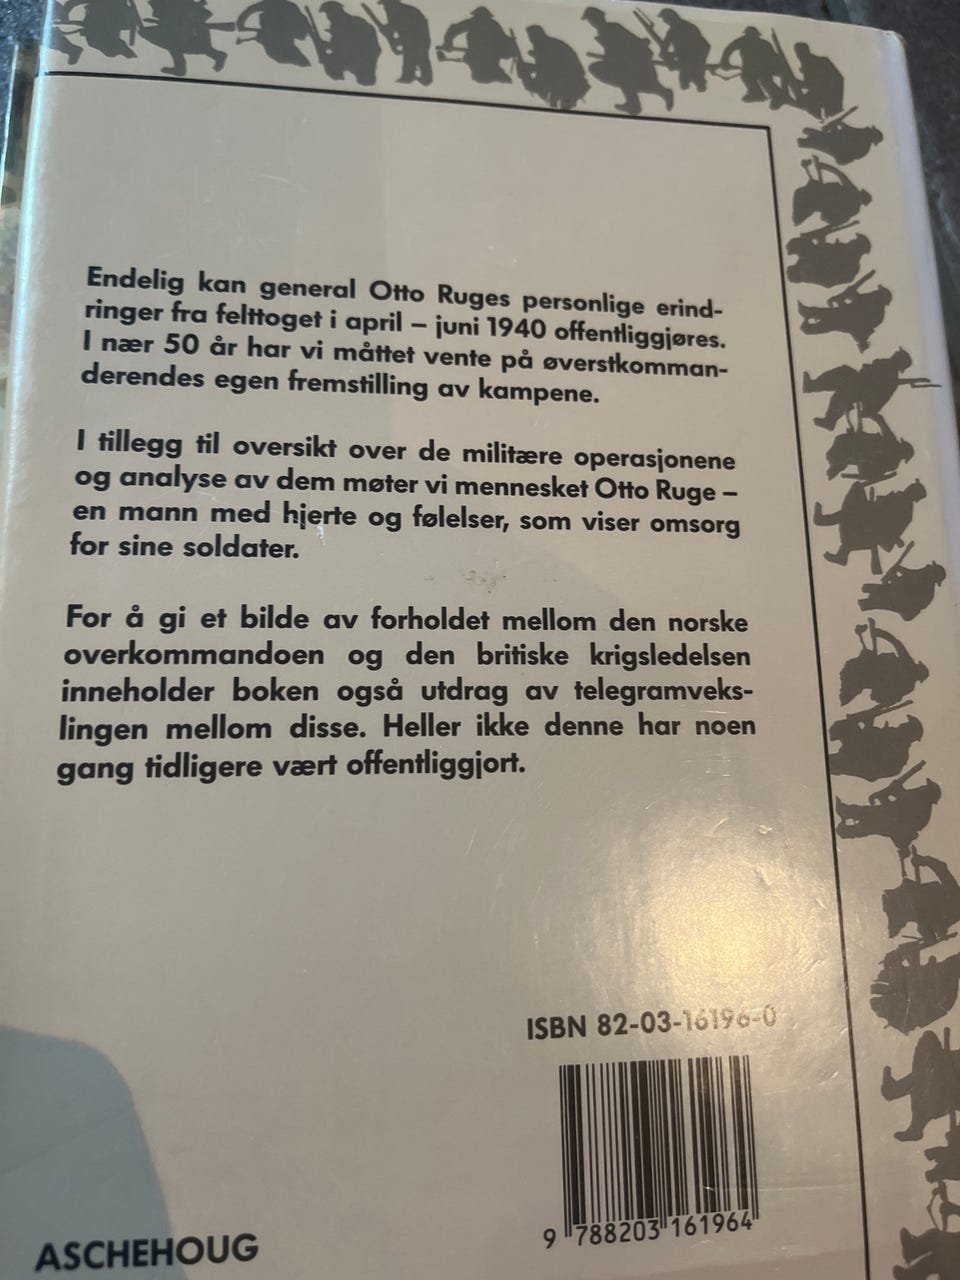 Endelig kan general Otto Ruges personlige erind-
ringer fra felttoget i april – juni 1940 offentliggjøres.
I nær 50 år har vi måttet vente på øverstkomman-
derendes egen fremstilling av kampene.
I tillegg til oversikt over de militære operasjonene
og analyse av dem møter vi mennesket Otto Ruge –
en mann med hjerte og følelser, som viser omsorg
for sine soldater.
For å gi et bilde av forholdet mellom den norske
overkommandoen og den britiske krigsledelsen
inneholder boken også utdrag av telegramveks-
lingen mellom disse. Heller ikke denne har noen
gang tidligere vært offentliggjort.
ISBN 82-03-16196-0
9 788203 161964
ASCHEHOUG